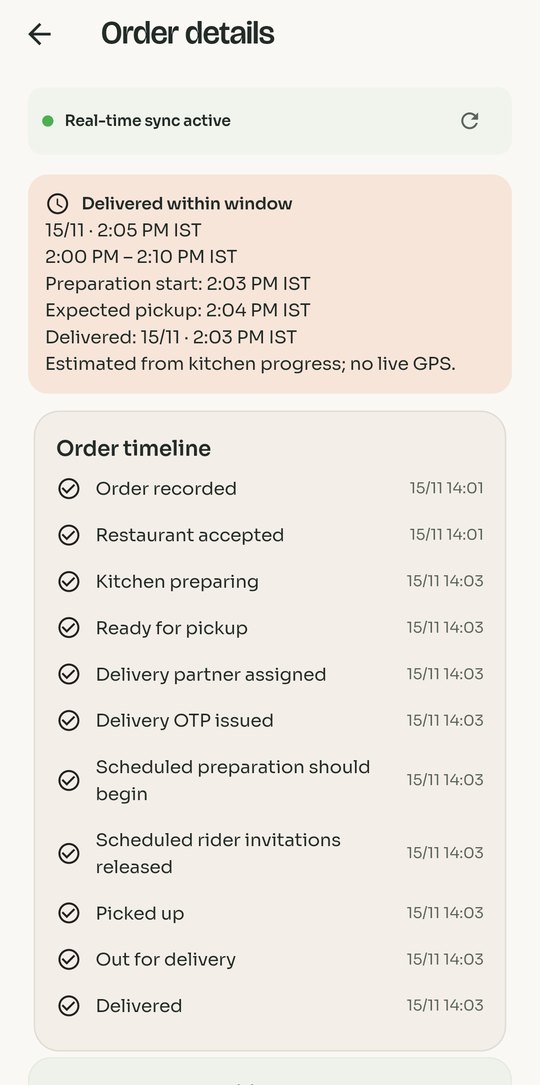 Order details
Real-time sync active
Delivered within window
15/11 · 2:05 PM IST
2:00 PM – 2:10 PM IST
Preparation start: 2:03 PM IST
Expected pickup: 2:04 PM IST
Delivered: 15/11 · 2:03 PM IST
Estimated from kitchen progress; no live GPS.
Order timeline
Order recorded 15/11 14:01
Restaurant accepted 15/11 14:01
Kitchen preparing 15/11 14:03
Ready for pickup 15/11 14:03
Delivery partner assigned 15/11 14:03
Delivery OTP issued 15/11 14:03
Scheduled preparation should
begin 15/11 14:03
Scheduled rider invitations
released 15/11 14:03
Picked up 15/11 14:03
Out for delivery 15/11 14:03
Delivered 15/11 14:03